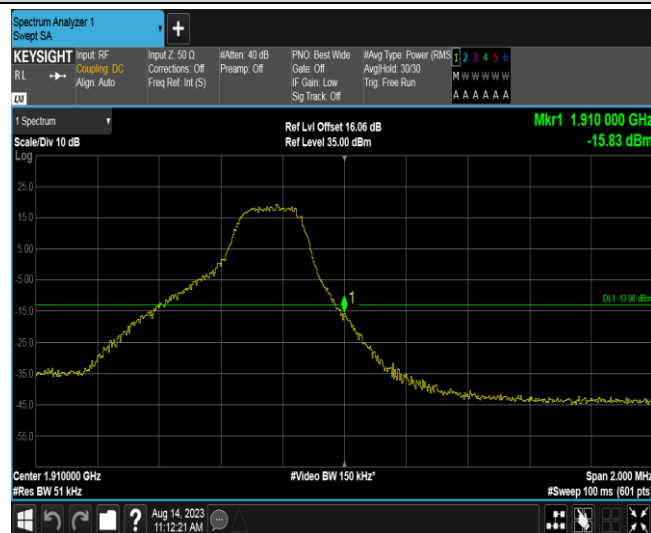 Spectrum Analyzer 1
Swept SA
+
KEYSIGHT
RL
Input: RF
Coupling: DC
Align: Auto
Input Z: 50 Ω
Corrections: Off
Freq Ref: Int (S)
#Atten: 40 dB
Preamp: Off
PNO: Best Wide
Gate: Off
IF Gain: Low
Sig Track: Off
#Avg Type: Power (RMS
Avg|Hold: 30/30
Trig: Free Run
1 2 3 4 5 6
M W W W W W
A A A A A A
LXI
1 Spectrum
Scale/Div 10 dB
Log
Ref Lvl Offset 16.06 dB
Ref Level 35.00 dBm
Mkr1 1.910 000 GHz
-15.83 dBm
25.0
15.0
5.00
-5.00
-15.0
-25.0
-35.0
-45.0
-55.0
1
DL1 -13.00 dBm
Center 1.910000 GHz
#Res BW 51 kHz
#Video BW 150 kHz*
Span 2.000 MHz
#Sweep 100 ms (601 pts)
?
Aug 14, 2023
11:12:21 AM